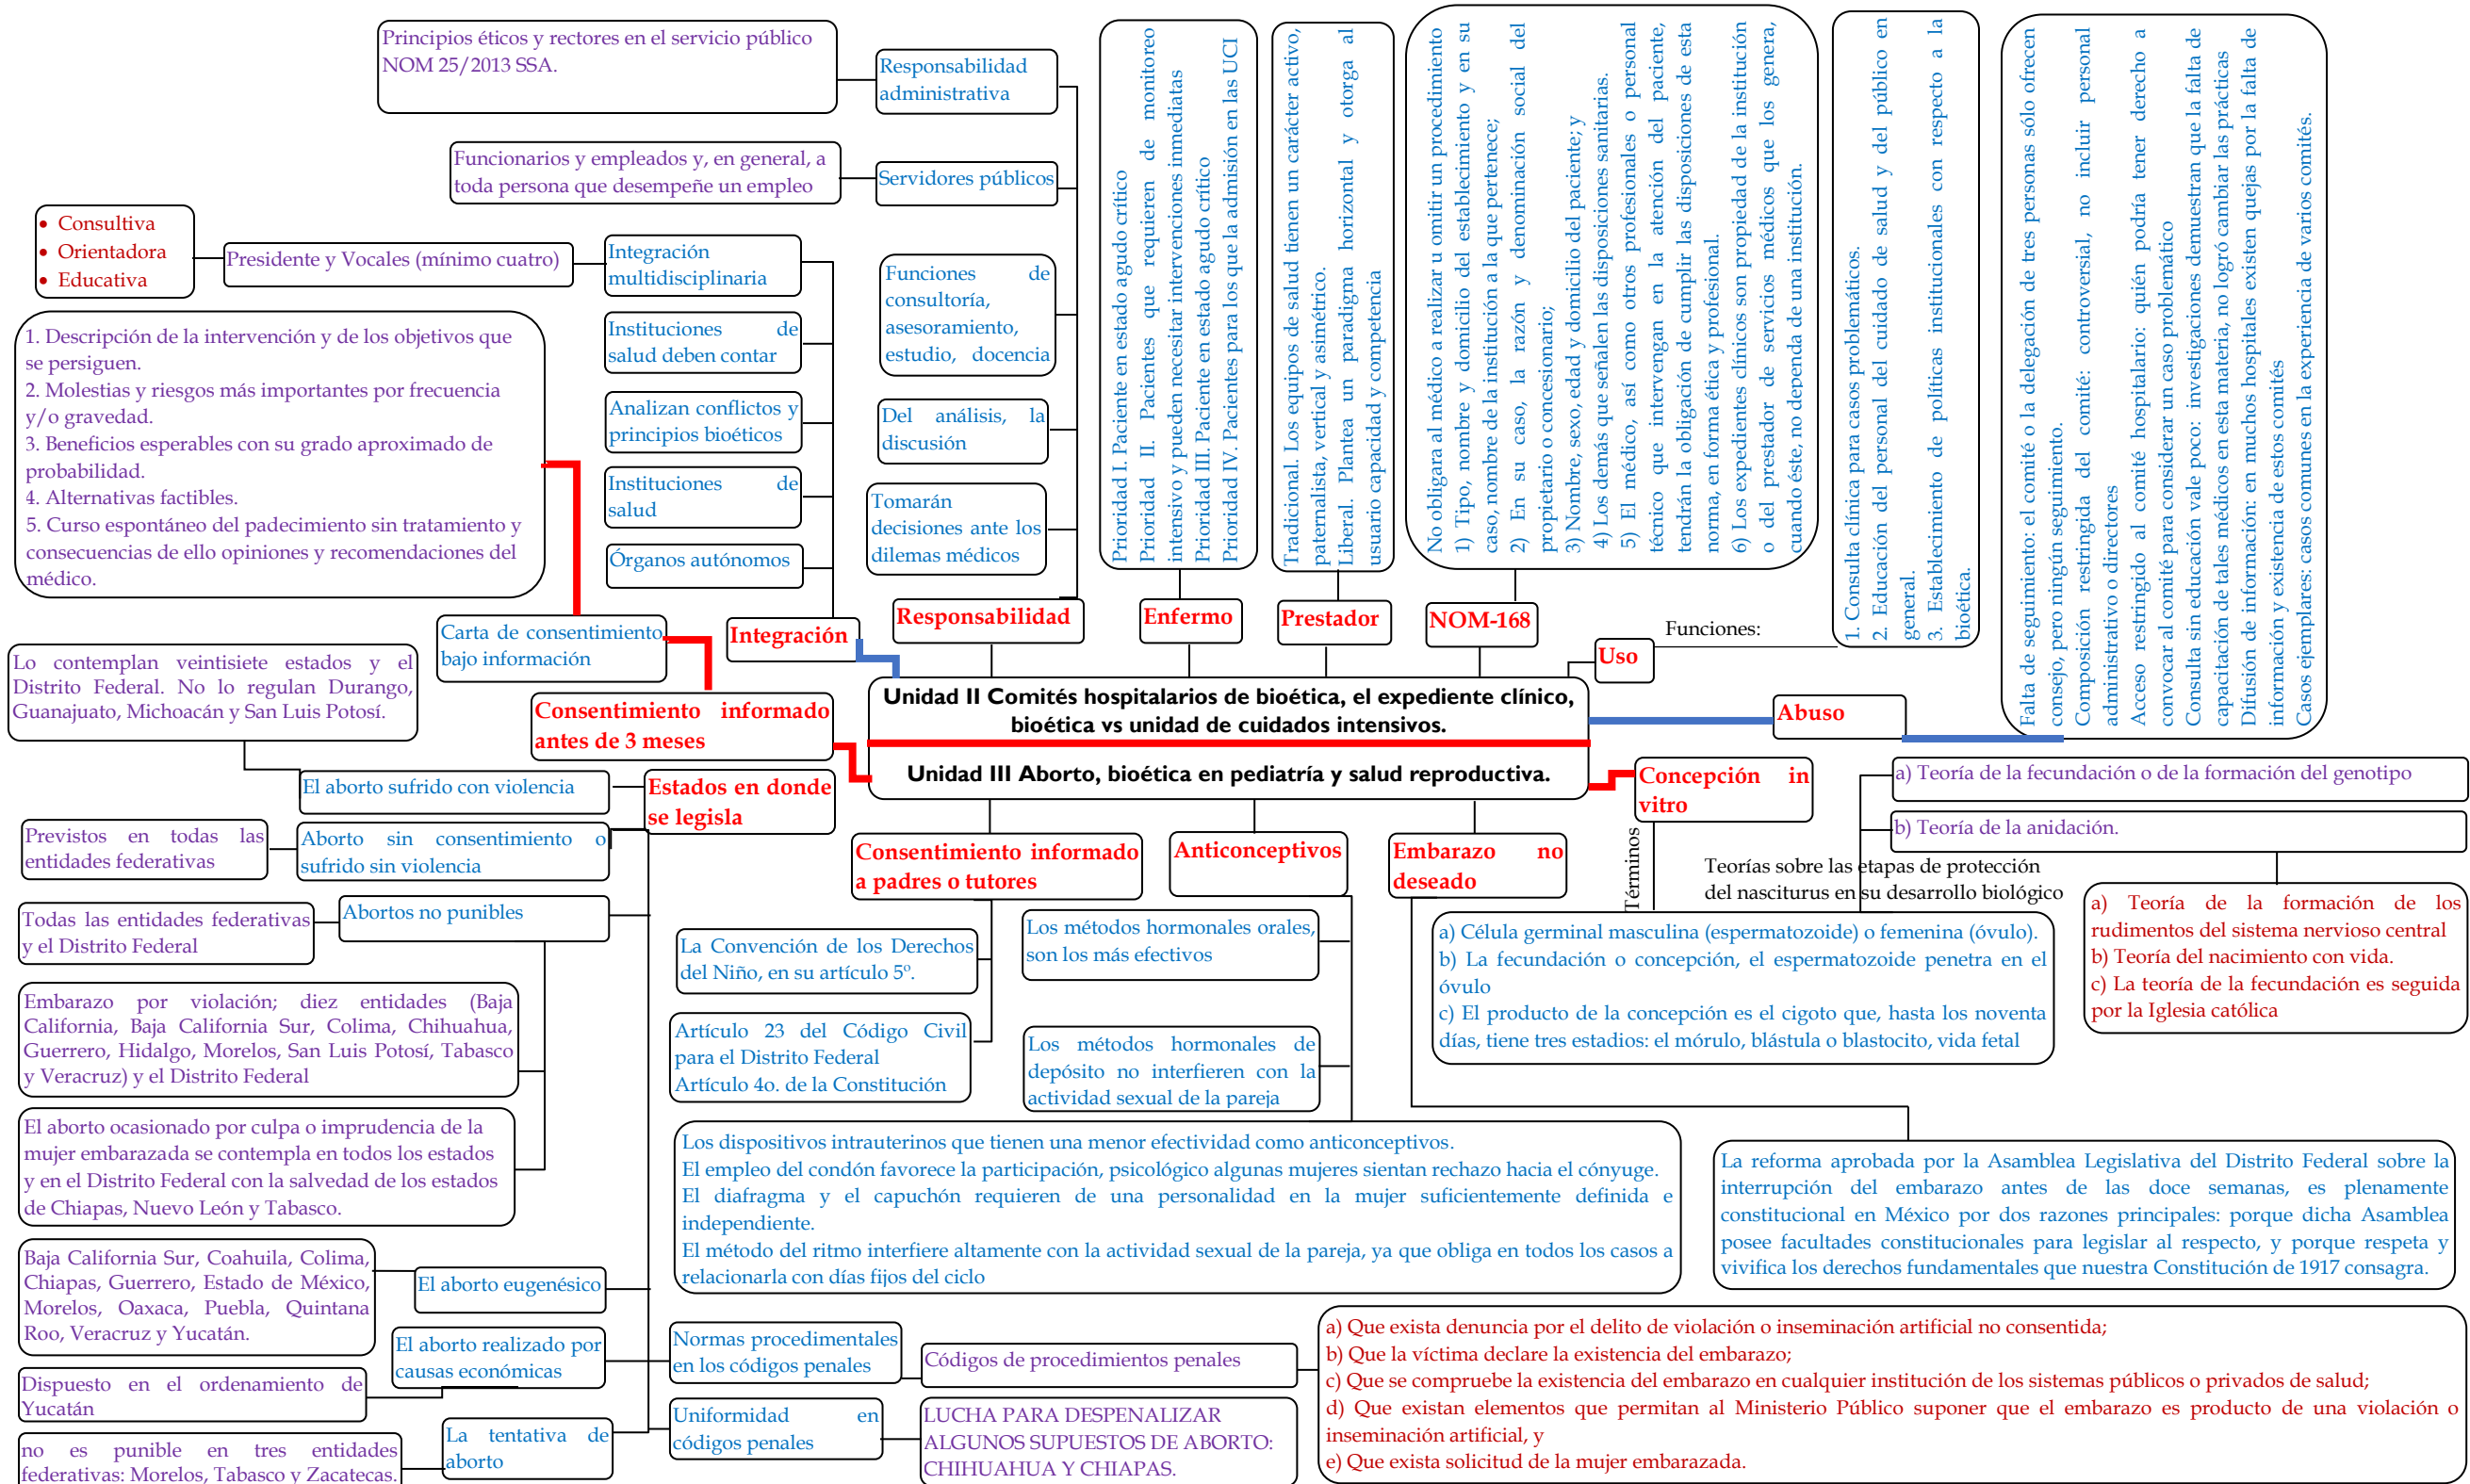 Principios éticos y rectores en el servicio público
NOM 25/2013 SSA.
Responsabilidad
administrativa
Funcionarios y empleados y, en general, a
toda persona que desempeñe un empleo
Servidores públicos
• Consultiva
• Orientadora
• Educativa
Presidente y Vocales (mínimo cuatro)
Integración
multidisciplinaria
Instituciones de
salud deben contar
Analizan conflictos y
principios bioéticos
Instituciones de
salud
Órganos autónomos
Funciones de
consultoría,
asesoramiento,
estudio, docencia
Del análisis, la
discusión
Tomarán
decisiones ante los
dilemas médicos
1. Descripción de la intervención y de los objetivos que
se persiguen.
2. Molestias y riesgos más importantes por frecuencia
y/o gravedad.
3. Beneficios esperables con su grado aproximado de
probabilidad.
4. Alternativas factibles.
5. Curso espontáneo del padecimiento sin tratamiento y
consecuencias de ello opiniones y recomendaciones del
médico.
Prioridad I. Paciente en estado agudo crítico
Prioridad II. Pacientes que requieren de monitoreo
intensivo y pueden necesitar intervenciones inmediatas
Prioridad III. Paciente en estado agudo crítico
Prioridad IV. Pacientes para los que la admisión en las UCI
Tradicional. Los equipos de salud tienen un carácter activo,
paternalista, vertical y asimétrico.
Liberal. Plantea un paradigma horizontal y otorga al
usuario capacidad y competencia
No obligara al médico a realizar u omitir un procedimiento
1) Tipo, nombre y domicilio del establecimiento y en su
caso, nombre de la institución a la que pertenece;
2) En su caso, la razón y denominación social del
propietario o concesionario;
3) Nombre, sexo, edad y domicilio del paciente; y
4) Los demás que señalen las disposiciones sanitarias.
5) El médico, así como otros profesionales o personal
técnico que intervengan en la atención del paciente,
tendrán la obligación de cumplir las disposiciones de esta
norma, en forma ética y profesional.
6) Los expedientes clínicos son propiedad de la institución
o del prestador de servicios médicos que los genera,
cuando éste, no dependa de una institución.
1. Consulta clínica para casos problemáticos.
2. Educación del personal del cuidado de salud y del público en
general.
3. Establecimiento de políticas institucionales con respecto a la
bioética.
Falta de seguimiento: el comité o la delegación de tres personas sólo ofrecen
consejo, pero ningún seguimiento.
Composición restringida del comité: controversial, no incluir personal
administrativo o directores
Acceso restringido al comité hospitalario: quién podría tener derecho a
convocar al comité para considerar un caso problemático
Consulta sin educación vale poco: investigaciones demuestran que la falta de
capacitación de tales médicos en esta materia, no logró cambiar las prácticas
Difusión de información: en muchos hospitales existen quejas por la falta de
información y existencia de estos comités
Casos ejemplares: casos comunes en la experiencia de varios comités.
Carta de consentimiento
bajo información
Integración
Responsabilidad
Enfermo
Prestador
NOM-168
Uso
Funciones:
Abuso
Consentimiento informado
antes de 3 meses
Unidad II Comités hospitalarios de bioética, el expediente clínico,
bioética vs unidad de cuidados intensivos.
Unidad III Aborto, bioética en pediatría y salud reproductiva.
Lo contemplan veintisiete estados y el
Distrito Federal. No lo regulan Durango,
Guanajuato, Michoacán y San Luis Potosí.
El aborto sufrido con violencia
Estados en donde
se legisla
Previstos en todas las
entidades federativas
Aborto sin consentimiento o
sufrido sin violencia
Todas las entidades federativas
y el Distrito Federal
Abortos no punibles
Embarazo por violación; diez entidades (Baja
California, Baja California Sur, Colima, Chihuahua,
Guerrero, Hidalgo, Morelos, San Luis Potosí, Tabasco
y Veracruz) y el Distrito Federal
El aborto ocasionado por culpa o imprudencia de la
mujer embarazada se contempla en todos los estados
y en el Distrito Federal con la salvedad de los estados
de Chiapas, Nuevo León y Tabasco.
Baja California Sur, Coahuila, Colima,
Chiapas, Guerrero, Estado de México,
Morelos, Oaxaca, Puebla, Quintana
Roo, Veracruz y Yucatán.
El aborto eugenésico
El aborto realizado por
causas económicas
Dispuesto en el ordenamiento de
Yucatán
La tentativa de
aborto
no es punible en tres entidades
federativas: Morelos, Tabasco y Zacatecas.
Consentimiento informado
a padres o tutores
Anticonceptivos
Embarazo no
deseado
Concepción in
vitro
Términos
a) Teoría de la fecundación o de la formación del genotipo
b) Teoría de la anidación.
Teorías sobre las etapas de protección
del nasciturus en su desarrollo biológico
a) Teoría de la formación de los
rudimentos del sistema nervioso central
b) Teoría del nacimiento con vida.
c) La teoría de la fecundación es seguida
por la Iglesia católica
a) Célula germinal masculina (espermatozoide) o femenina (óvulo).
b) La fecundación o concepción, el espermatozoide penetra en el
óvulo
c) El producto de la concepción es el cigoto que, hasta los noventa
días, tiene tres estadios: el mórulo, blástula o blastocito, vida fetal
La Convención de los Derechos
del Niño, en su artículo 5º.
Artículo 23 del Código Civil
para el Distrito Federal
Artículo 4o. de la Constitución
Los métodos hormonales orales,
son los más efectivos
Los métodos hormonales de
depósito no interfieren con la
actividad sexual de la pareja
Los dispositivos intrauterinos que tienen una menor efectividad como anticonceptivos.
El empleo del condón favorece la participación, psicológico algunas mujeres sientan rechazo hacia el cónyuge.
El diafragma y el capuchón requieren de una personalidad en la mujer suficientemente definida e
independiente.
El método del ritmo interfiere altamente con la actividad sexual de la pareja, ya que obliga en todos los casos a
relacionarla con días fijos del ciclo
La reforma aprobada por la Asamblea Legislativa del Distrito Federal sobre la
interrupción del embarazo antes de las doce semanas, es plenamente
constitucional en México por dos razones principales: porque dicha Asamblea
posee facultades constitucionales para legislar al respecto, y porque respeta y
vivifica los derechos fundamentales que nuestra Constitución de 1917 consagra.
Normas procedimentales
en los códigos penales
Códigos de procedimientos penales
a) Que exista denuncia por el delito de violación o inseminación artificial no consentida;
b) Que la víctima declare la existencia del embarazo;
c) Que se compruebe la existencia del embarazo en cualquier institución de los sistemas públicos o privados de salud;
d) Que existan elementos que permitan al Ministerio Público suponer que el embarazo es producto de una violación o
inseminación artificial, y
e) Que exista solicitud de la mujer embarazada.
Uniformidad en
códigos penales
LUCHA PARA DESPENALIZAR
ALGUNOS SUPUESTOS DE ABORTO:
CHIHUAHUA Y CHIAPAS.